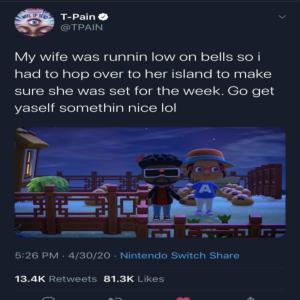 T-Pain
@TPAIN
My wife was runnin low on bells so i
had to hop over to her island to make
sure she was set for the week. Go get
yaself somethin nice lol
A
5:26 PM · 4/30/20 · Nintendo Switch Share
13.4K Retweets 81.3K Likes